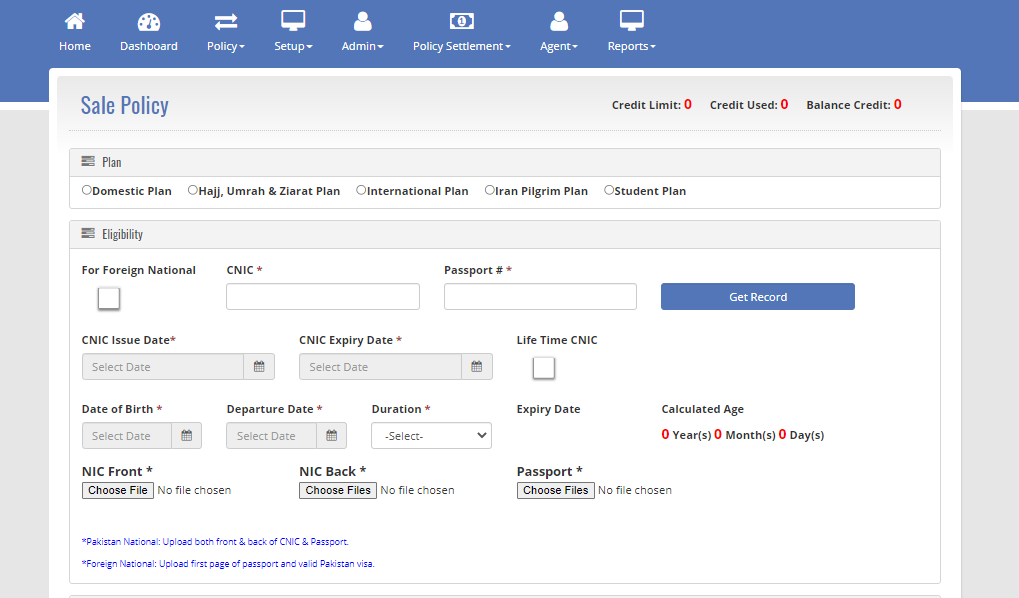 Home Dashboard Policy Setup Admin Policy Settlement Agent Reports
Sale Policy Credit Limit: 0 Credit Used: 0 Balance Credit: 0
Plan
Domestic Plan Hajj, Umrah & Ziarat Plan International Plan Iran Pilgrim Plan Student Plan
Eligibility
For Foreign National CNIC * Passport # *
Get Record
CNIC Issue Date* CNIC Expiry Date * Life Time CNIC
Select Date Select Date
Date of Birth * Departure Date * Duration * Expiry Date Calculated Age
Select Date Select Date -Select- 0 Year(s) 0 Month(s) 0 Day(s)
NIC Front * NIC Back * Passport *
Choose File No file chosen Choose Files No file chosen Choose Files No file chosen
*Pakistan National: Upload both front & back of CNIC & Passport.
*Foreign National: Upload first page of passport and valid Pakistan visa.